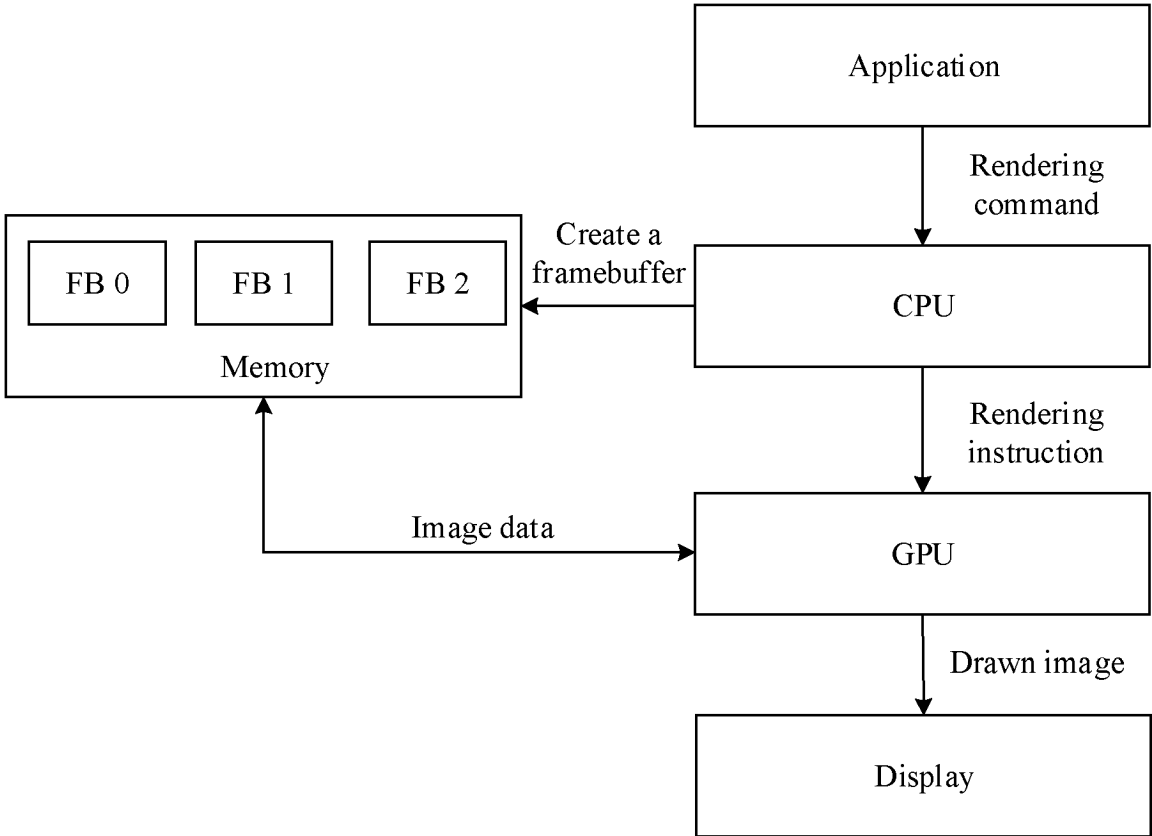 Application
Rendering
command
Create a
framebuffer
FB 0
FB 1
FB 2
CPU
Memory
Rendering
instruction
Image data
GPU
Drawn image
Display